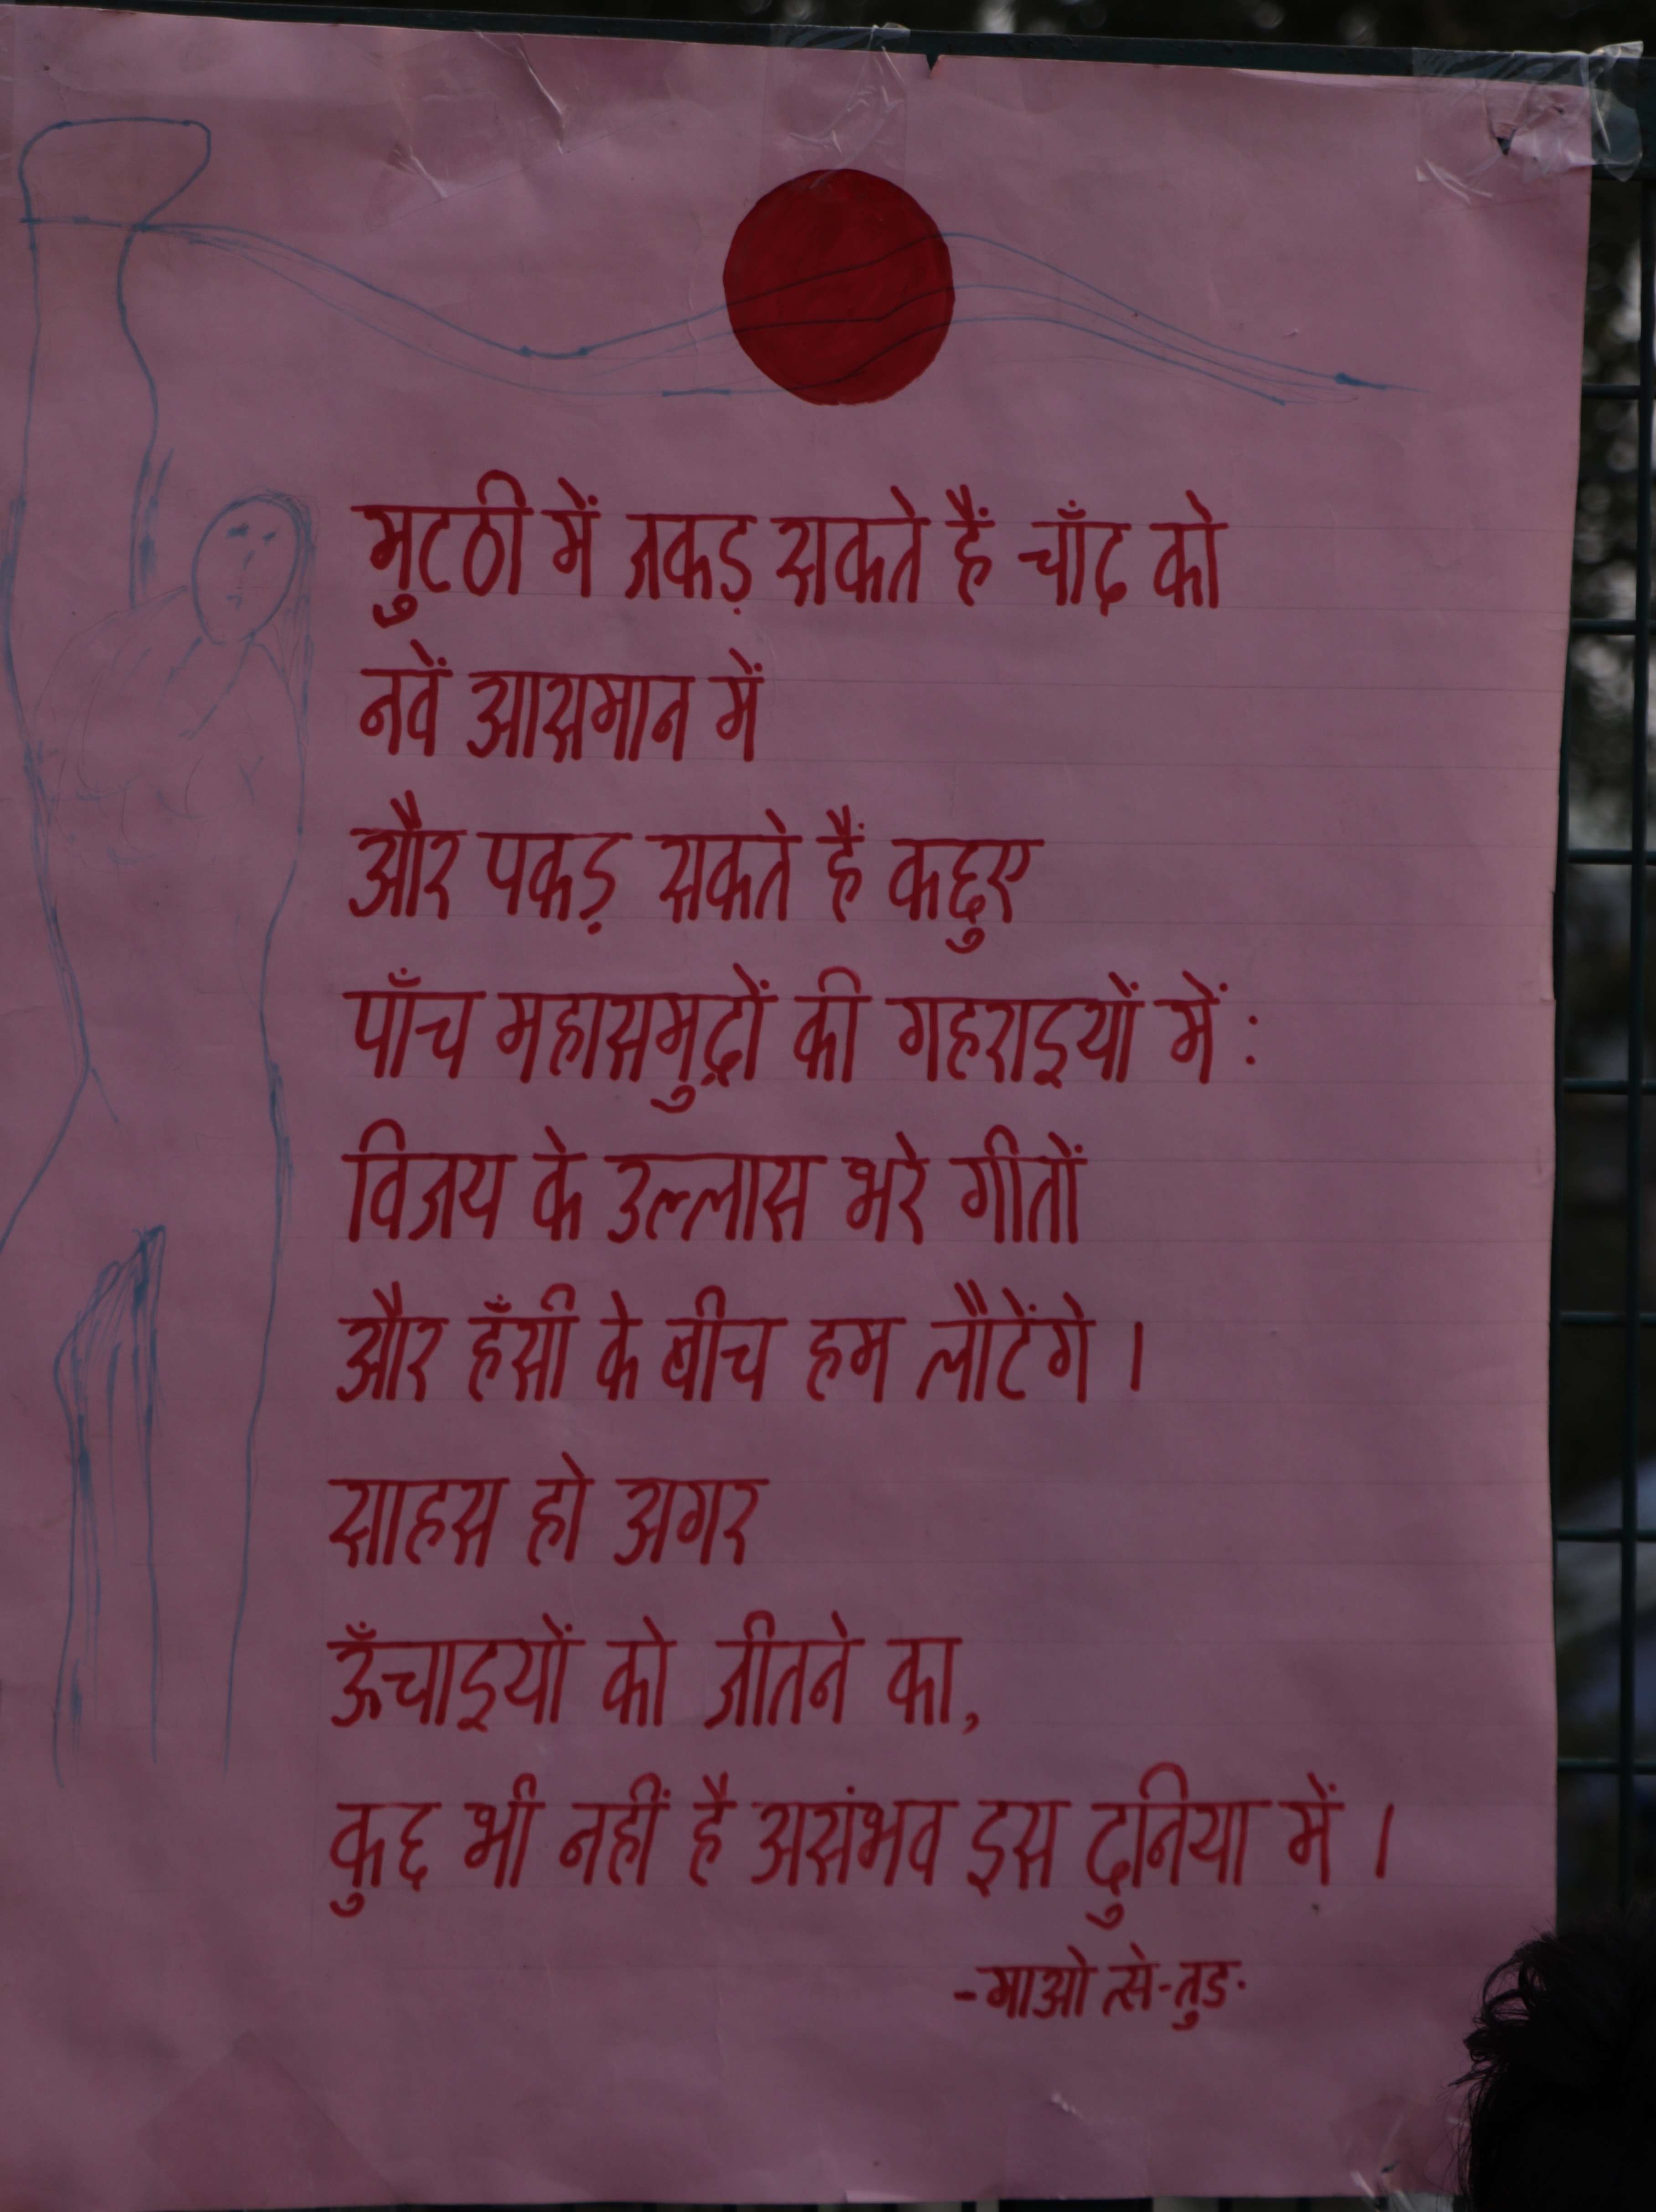 मुटठी में जकड़ सकते हैं चाँद को
नवें आसमान में
और पकड़ सकते हैं कछुए
पाँच महासमुद्रों की गहराइयों में :
विजय के उल्लास भरे गीतों
और हँसी के बीच हम लौटेंगे ।
साहस हो अगर
ऊँचाइयों को जीतने का,
कुछ भी नहीं है असंभव इस दुनिया में ।
-माओ त्से-तुङ